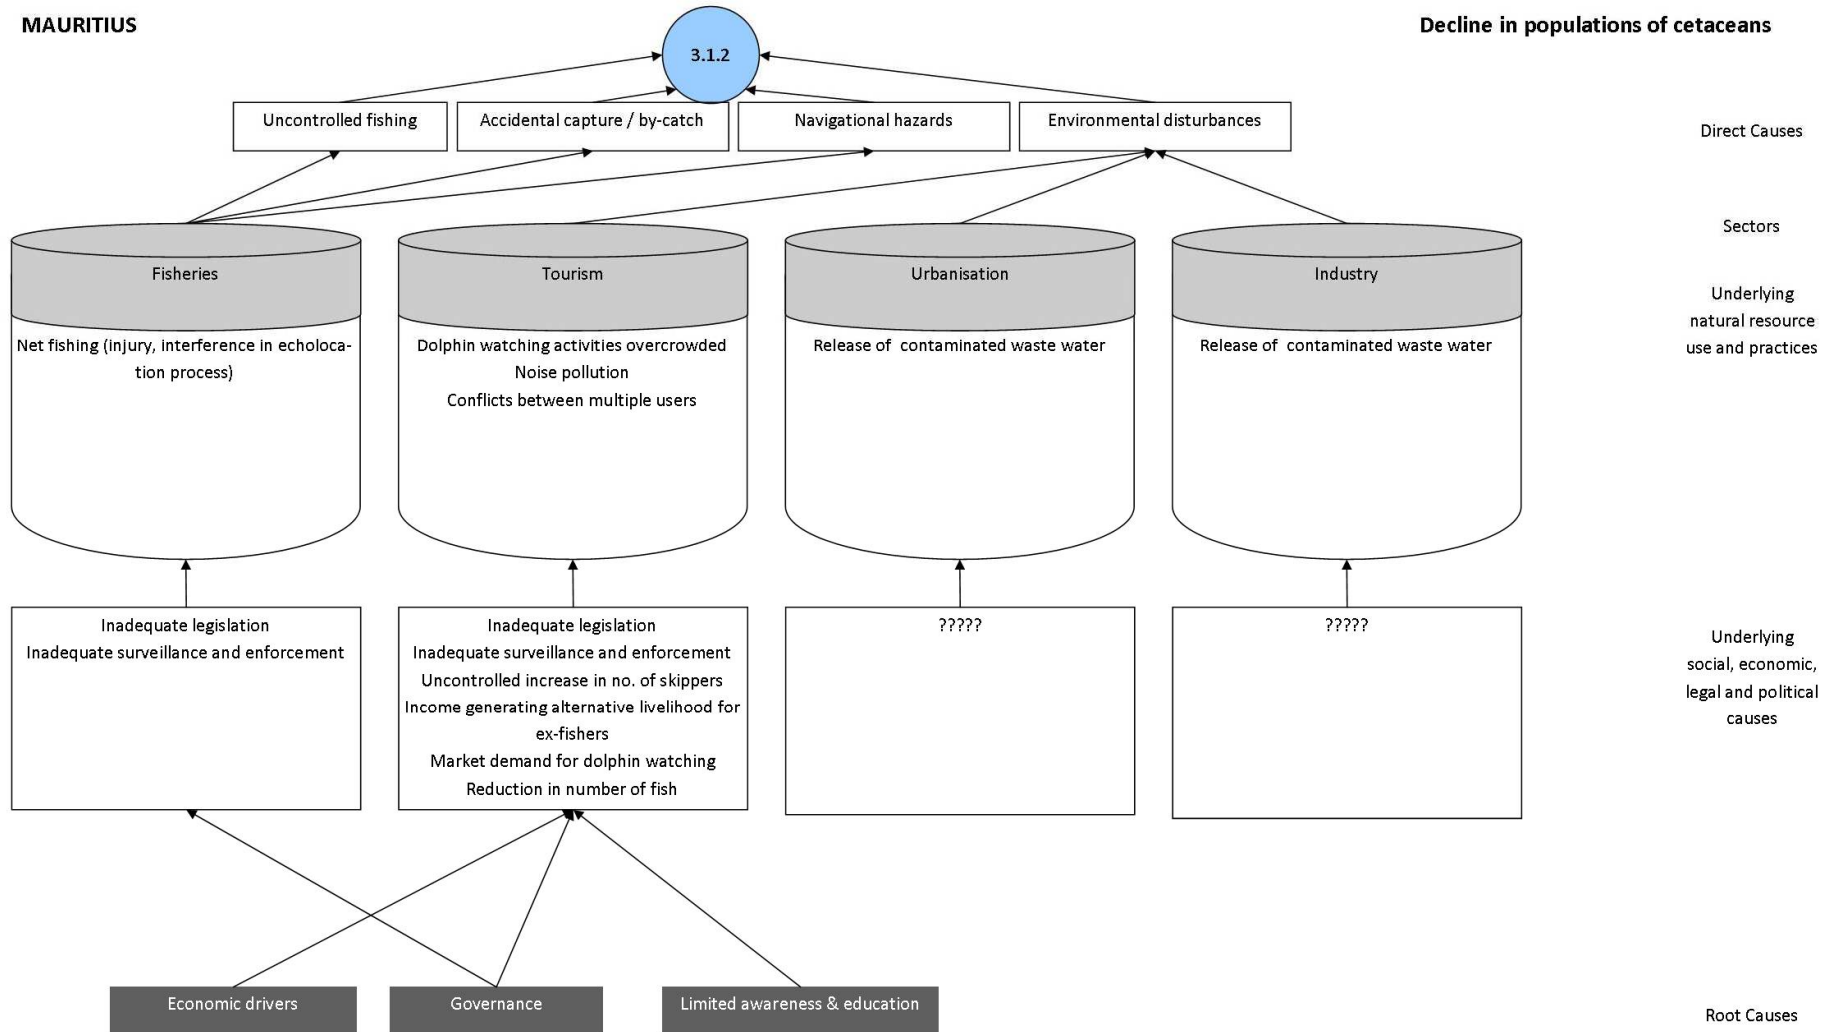 MAURITIUS
Decline in populations of cetaceans
3.1.2
Uncontrolled fishing
Accidental capture / by-catch
Navigational hazards
Environmental disturbances
Direct Causes
Sectors
Fisheries
Tourism
Urbanisation
Industry
Underlying
natural resource
use and practices
Net fishing (injury, interference in echoloca-
tion process)
Dolphin watching activities overcrowded
Noise pollution
Conflicts between multiple users
Release of contaminated waste water
Release of contaminated waste water
Inadequate legislation
Inadequate surveillance and enforcement
Inadequate legislation
Inadequate surveillance and enforcement
Uncontrolled increase in no. of skippers
Income generating alternative livelihood for
ex-fishers
Market demand for dolphin watching
Reduction in number of fish
?????
?????
Underlying
social, economic,
legal and political
causes
Economic drivers
Governance
Limited awareness & education
Root Causes